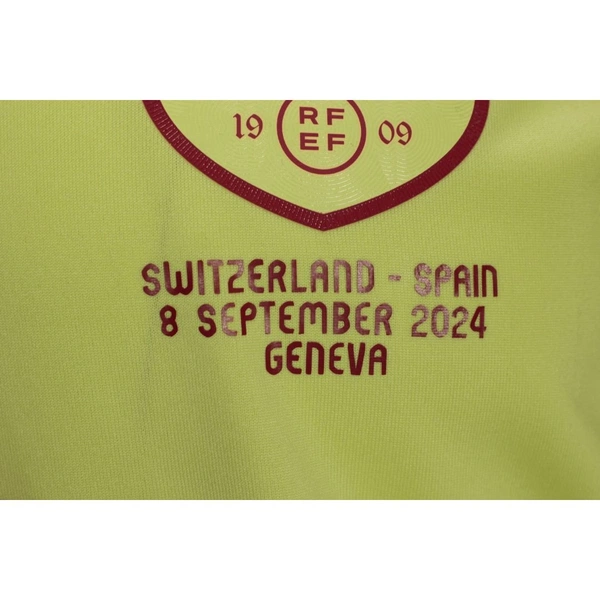 19 RF 09
EF
SWITZERLAND - SPAIN
8 SEPTEMBER 2024
GENEVA